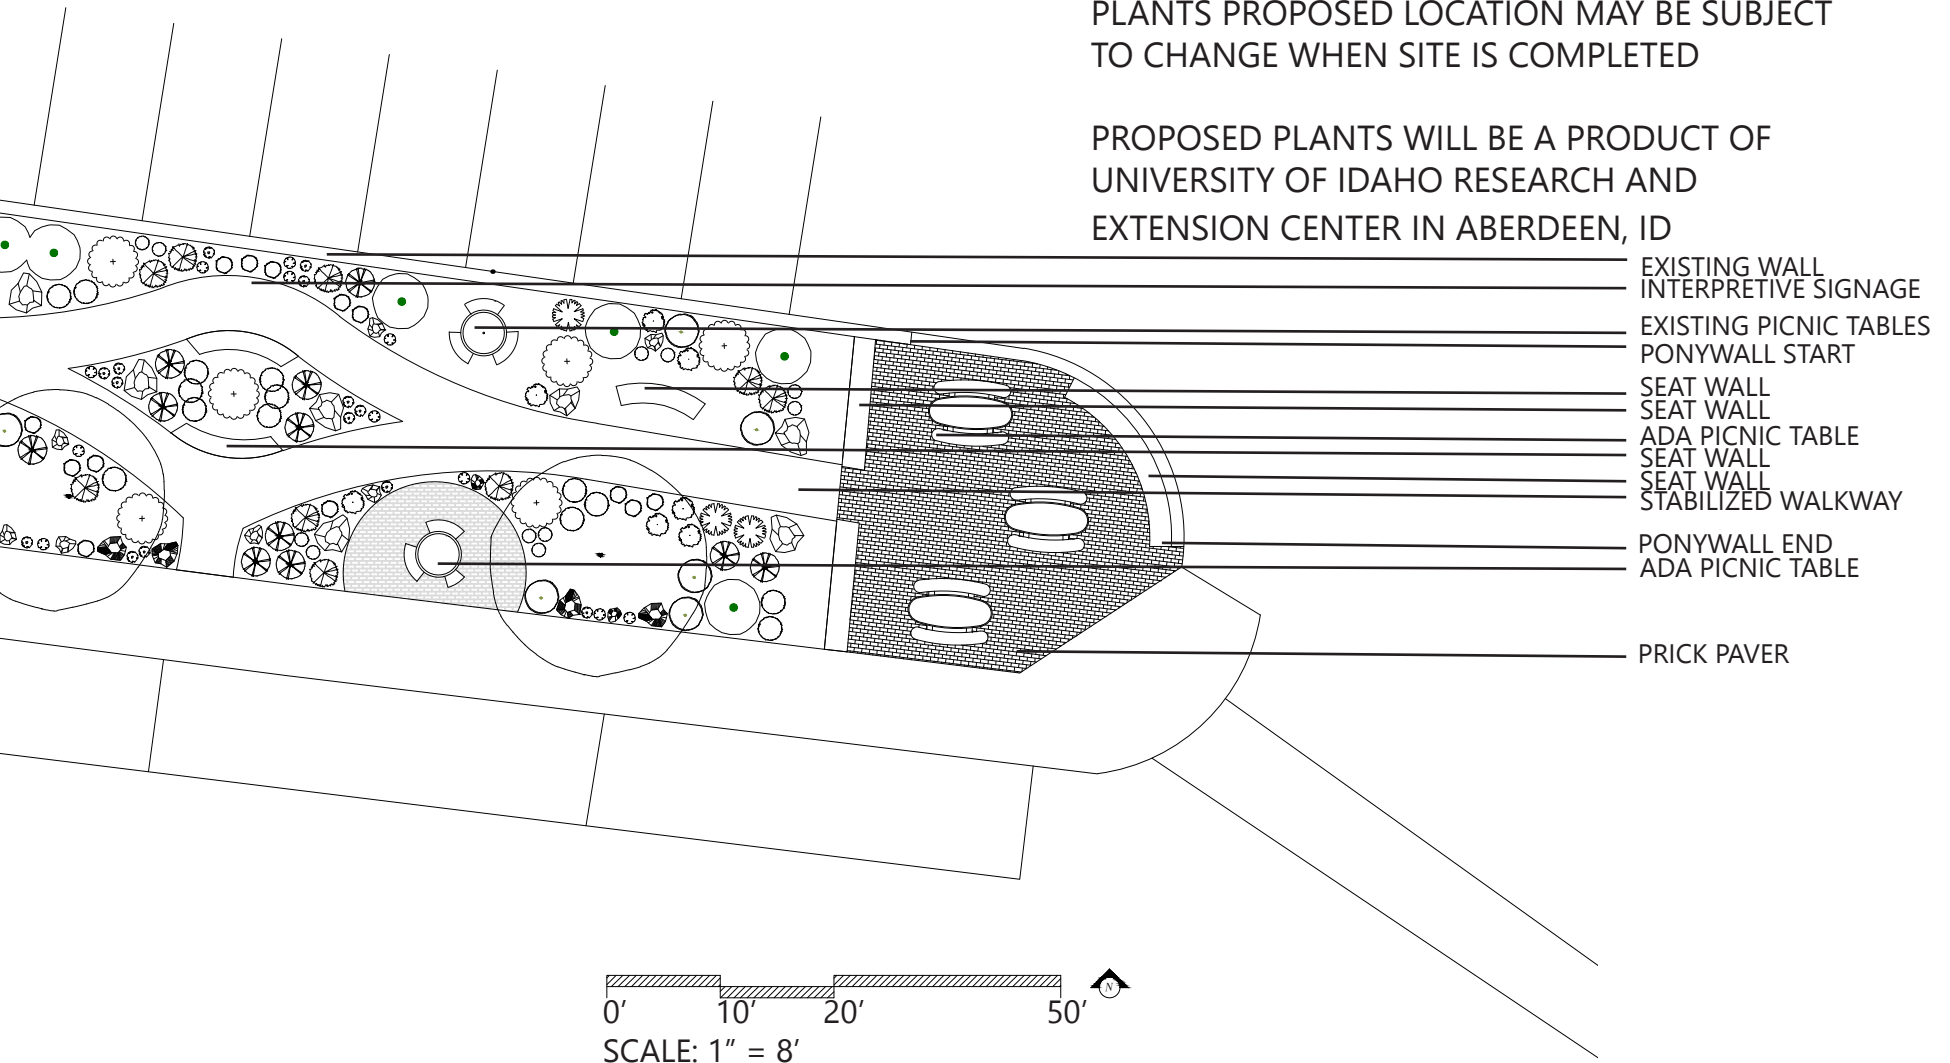 PLANTS PROPOSED LOCATION MAY BE SUBJECT
TO CHANGE WHEN SITE IS COMPLETED
PROPOSED PLANTS WILL BE A PRODUCT OF
UNIVERSITY OF IDAHO RESEARCH AND
EXTENSION CENTER IN ABERDEEN, ID
EXISTING WALL
INTERPRETIVE SIGNAGE
EXISTING PICNIC TABLES
PONYWALL START
SEAT WALL
SEAT WALL
ADA PICNIC TABLE
SEAT WALL
SEAT WALL
STABILIZED WALKWAY
PONYWALL END
ADA PICNIC TABLE
PRICK PAVER
N
0’ 10’ 20’ 50’
SCALE: 1” = 8’